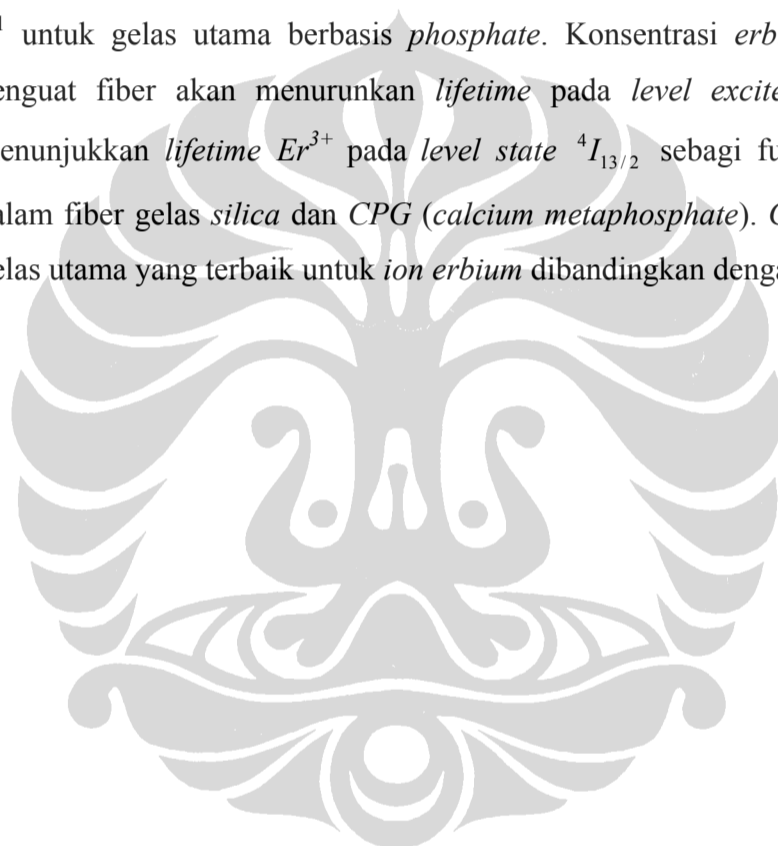 untuk gelas utama berbasis phosphate. Konsentrasi erb
enguat fiber akan menurunkan lifetime pada level excite
enunjukkan lifetime Er³⁺ pada level state ⁴I₁₃/₂ sebagi fu
alam fiber gelas silica dan CPG (calcium metaphosphate).
elas utama yang terbaik untuk ion erbium dibandingkan denga